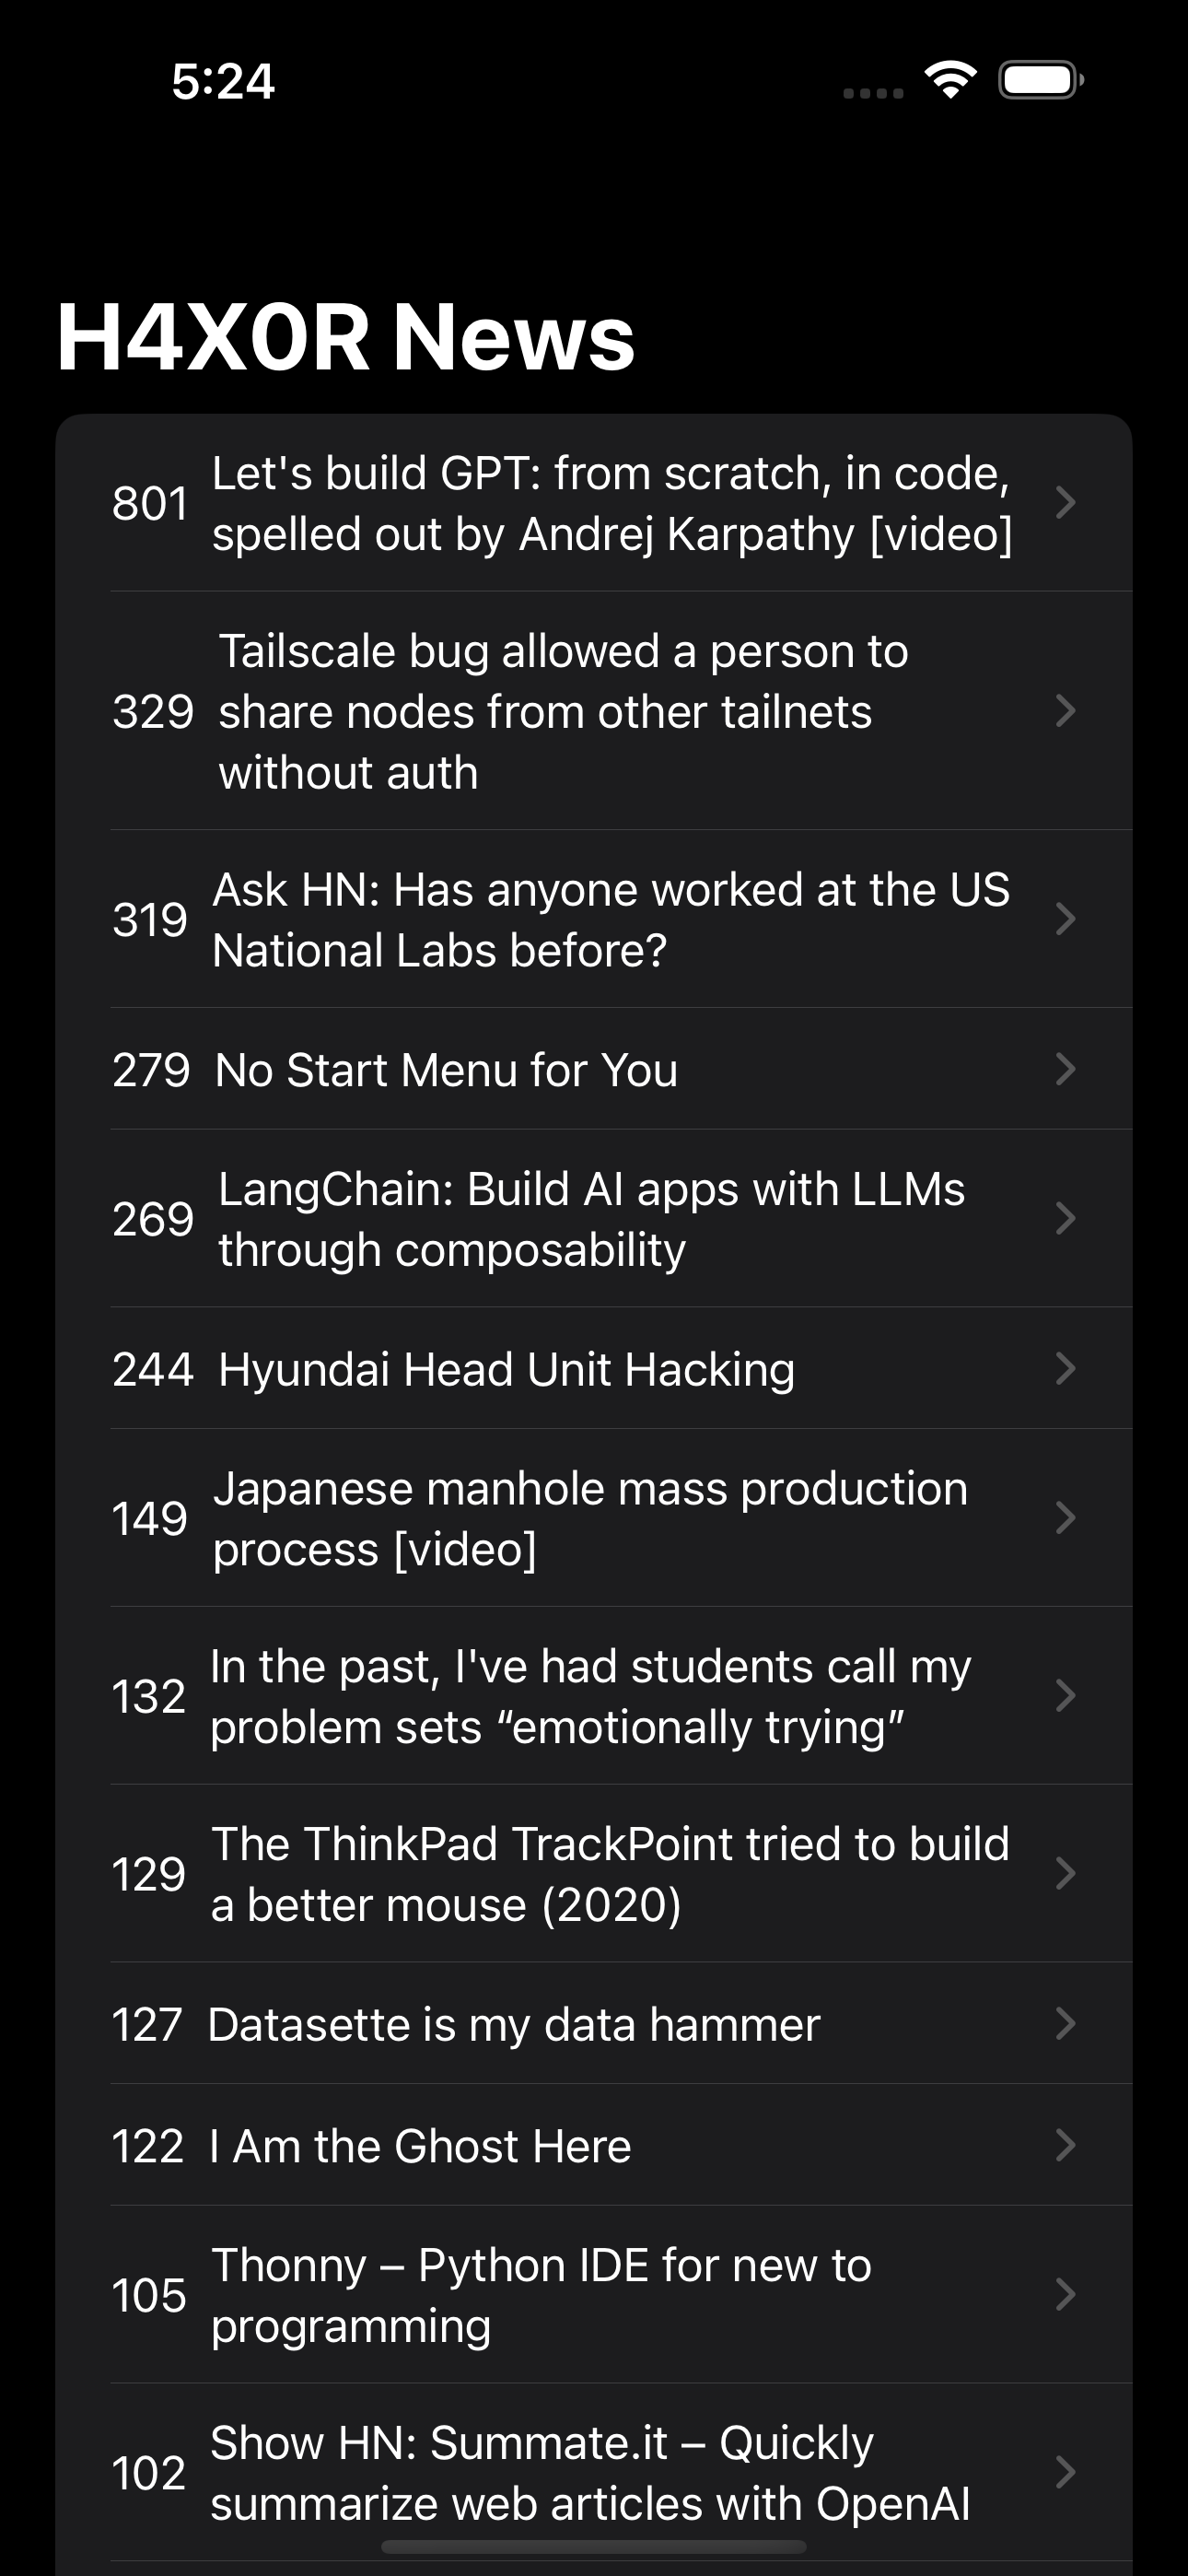 5:24
H4X0R News
801
Let's build GPT: from scratch, in code,
spelled out by Andrej Karpathy [video]
329
Tailscale bug allowed a person to
share nodes from other tailnets
without auth
319
Ask HN: Has anyone worked at the US
National Labs before?
279 No Start Menu for You
269
LangChain: Build AI apps with LLMs
through composability
244 Hyundai Head Unit Hacking
149
Japanese manhole mass production
process [video]
132
In the past, I've had students call my
problem sets “emotionally trying”
129
The ThinkPad TrackPoint tried to build
a better mouse (2020)
127 Datasette is my data hammer
122 I Am the Ghost Here
105
Thonny – Python IDE for new to
programming
102
Show HN: Summate.it – Quickly
summarize web articles with OpenAI